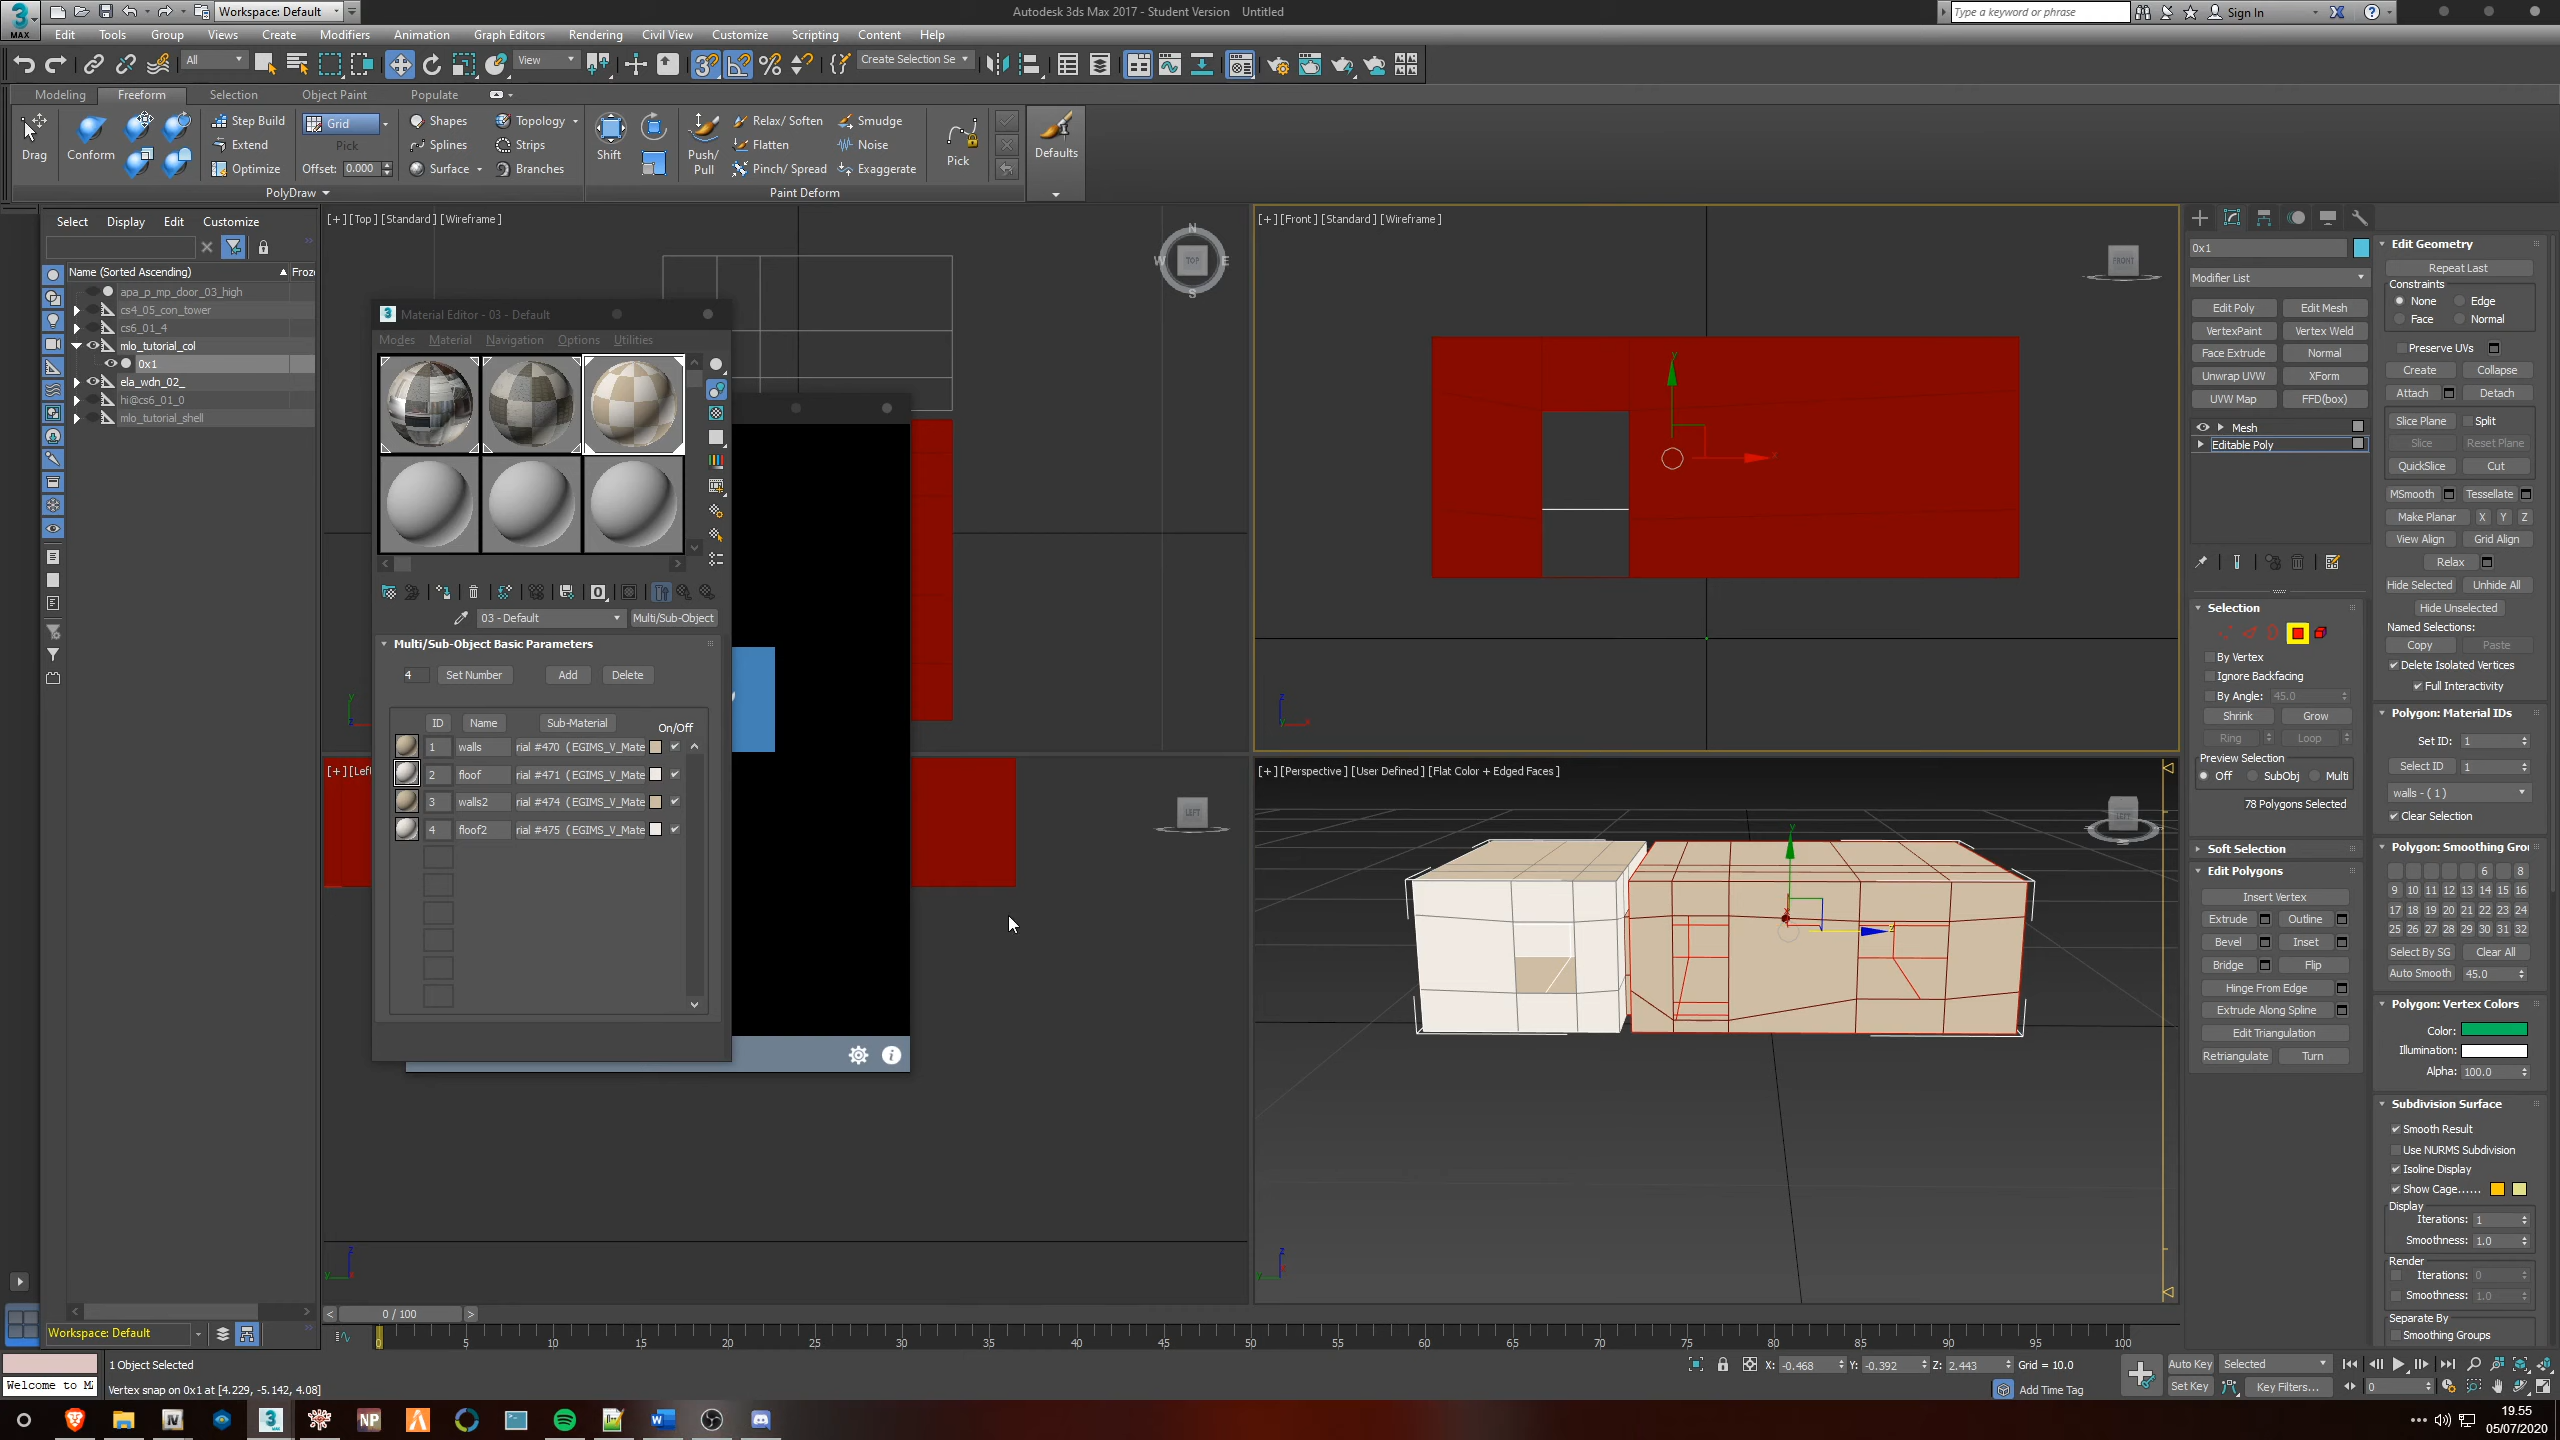 Workspace: Default
Autodesk 3ds Max 2017 - Student Version Untitled
Type a keyword or phrase
Sign In
MAX
Edit Tools Group Views Create Modifiers Animation Graph Editors Rendering Civil View Customize Scripting Content Help
All
View
Create Selection Se
Modeling Freeform Selection Object Paint Populate
Drag
Conform
Step Build
Extend
Optimize
Grid
Pick
Offset: 0.000
Shapes
Splines
Surface
Topology
Strips
Branches
Shift
Push/
Pull
Relax/ Soften
Flatten
Pinch/ Spread
Smudge
Noise
Exaggerate
Pick
Defaults
PolyDraw
Paint Deform
Select Display Edit Customize
Name (Sorted Ascending)
Froze
apa_p_mp_door_03_high
cs4_05_con_tower
cs6_01_4
mlo_tutorial_col
0x1
ela_wdn_02_
hi@cs6_01_0
mlo_tutorial_shell
[+] [Top] [Standard] [Wireframe]
N
W TOP E
S
Material Editor - 03 - Default
Modes Material Navigation Options Utilities
03 - Default
Multi/Sub-Object
Multi/Sub-Object Basic Parameters
4 Set Number Add Delete
ID Name Sub-Material On/Off
1 walls rial #470 ( EGIMS_V_Mate
2 floof rial #471 ( EGIMS_V_Mate
3 walls2 rial #474 ( EGIMS_V_Mate
4 floof2 rial #475 ( EGIMS_V_Mate
[+] [Left
LEFT
[+] [Front] [Standard] [Wireframe]
FRONT
[+] [Perspective] [User Defined] [Flat Color + Edged Faces]
LEFT
0x1
Modifier List
Edit Poly Edit Mesh
VertexPaint Vertex Weld
Face Extrude Normal
Unwrap UVW XForm
UVW Map FFD(box)
Mesh
Editable Poly
Selection
By Vertex
Ignore Backfacing
By Angle: 45.0
Shrink Grow
Ring Loop
Preview Selection
Off SubObj Multi
78 Polygons Selected
Soft Selection
Edit Polygons
Insert Vertex
Extrude Outline
Bevel Inset
Bridge Flip
Hinge From Edge
Extrude Along Spline
Edit Triangulation
Retriangulate Turn
Edit Geometry
Repeat Last
Constraints
None Edge
Face Normal
Preserve UVs
Create Collapse
Attach Detach
Slice Plane Split
Slice Reset Plane
QuickSlice Cut
MSmooth Tessellate
Make Planar X Y Z
View Align Grid Align
Relax
Hide Selected Unhide All
Hide Unselected
Named Selections:
Copy Paste
Delete Isolated Vertices
Full Interactivity
Polygon: Material IDs
Set ID: 1
Select ID 1
walls - ( 1 )
Clear Selection
Polygon: Smoothing Grou
6 8
9 10 11 12 13 14 15 16
17 18 19 20 21 22 23 24
25 26 27 28 29 30 31 32
Select By SG Clear All
Auto Smooth 45.0
Polygon: Vertex Colors
Color:
Illumination:
Alpha: 100.0
Subdivision Surface
Smooth Result
Use NURMS Subdivision
Isoline Display
Show Cage......
Display
Iterations: 1
Smoothness: 1.0
Render
Iterations: 0
Smoothness: 1.0
Separate By
Smoothing Groups
Workspace: Default
0 / 100
0 5 10 15 20 25 30 35 40 45 50 55 60 65 70 75 80 85 90 95 100
1 Object Selected
Welcome to M
Vertex snap on 0x1 at [4.229, -5.142, 4.08]
X: -0.468 Y: -0.392 Z: 2.443 Grid = 10.0
Add Time Tag
Auto Key Selected
Set Key Key Filters...
0
NP
19.55
05/07/2020